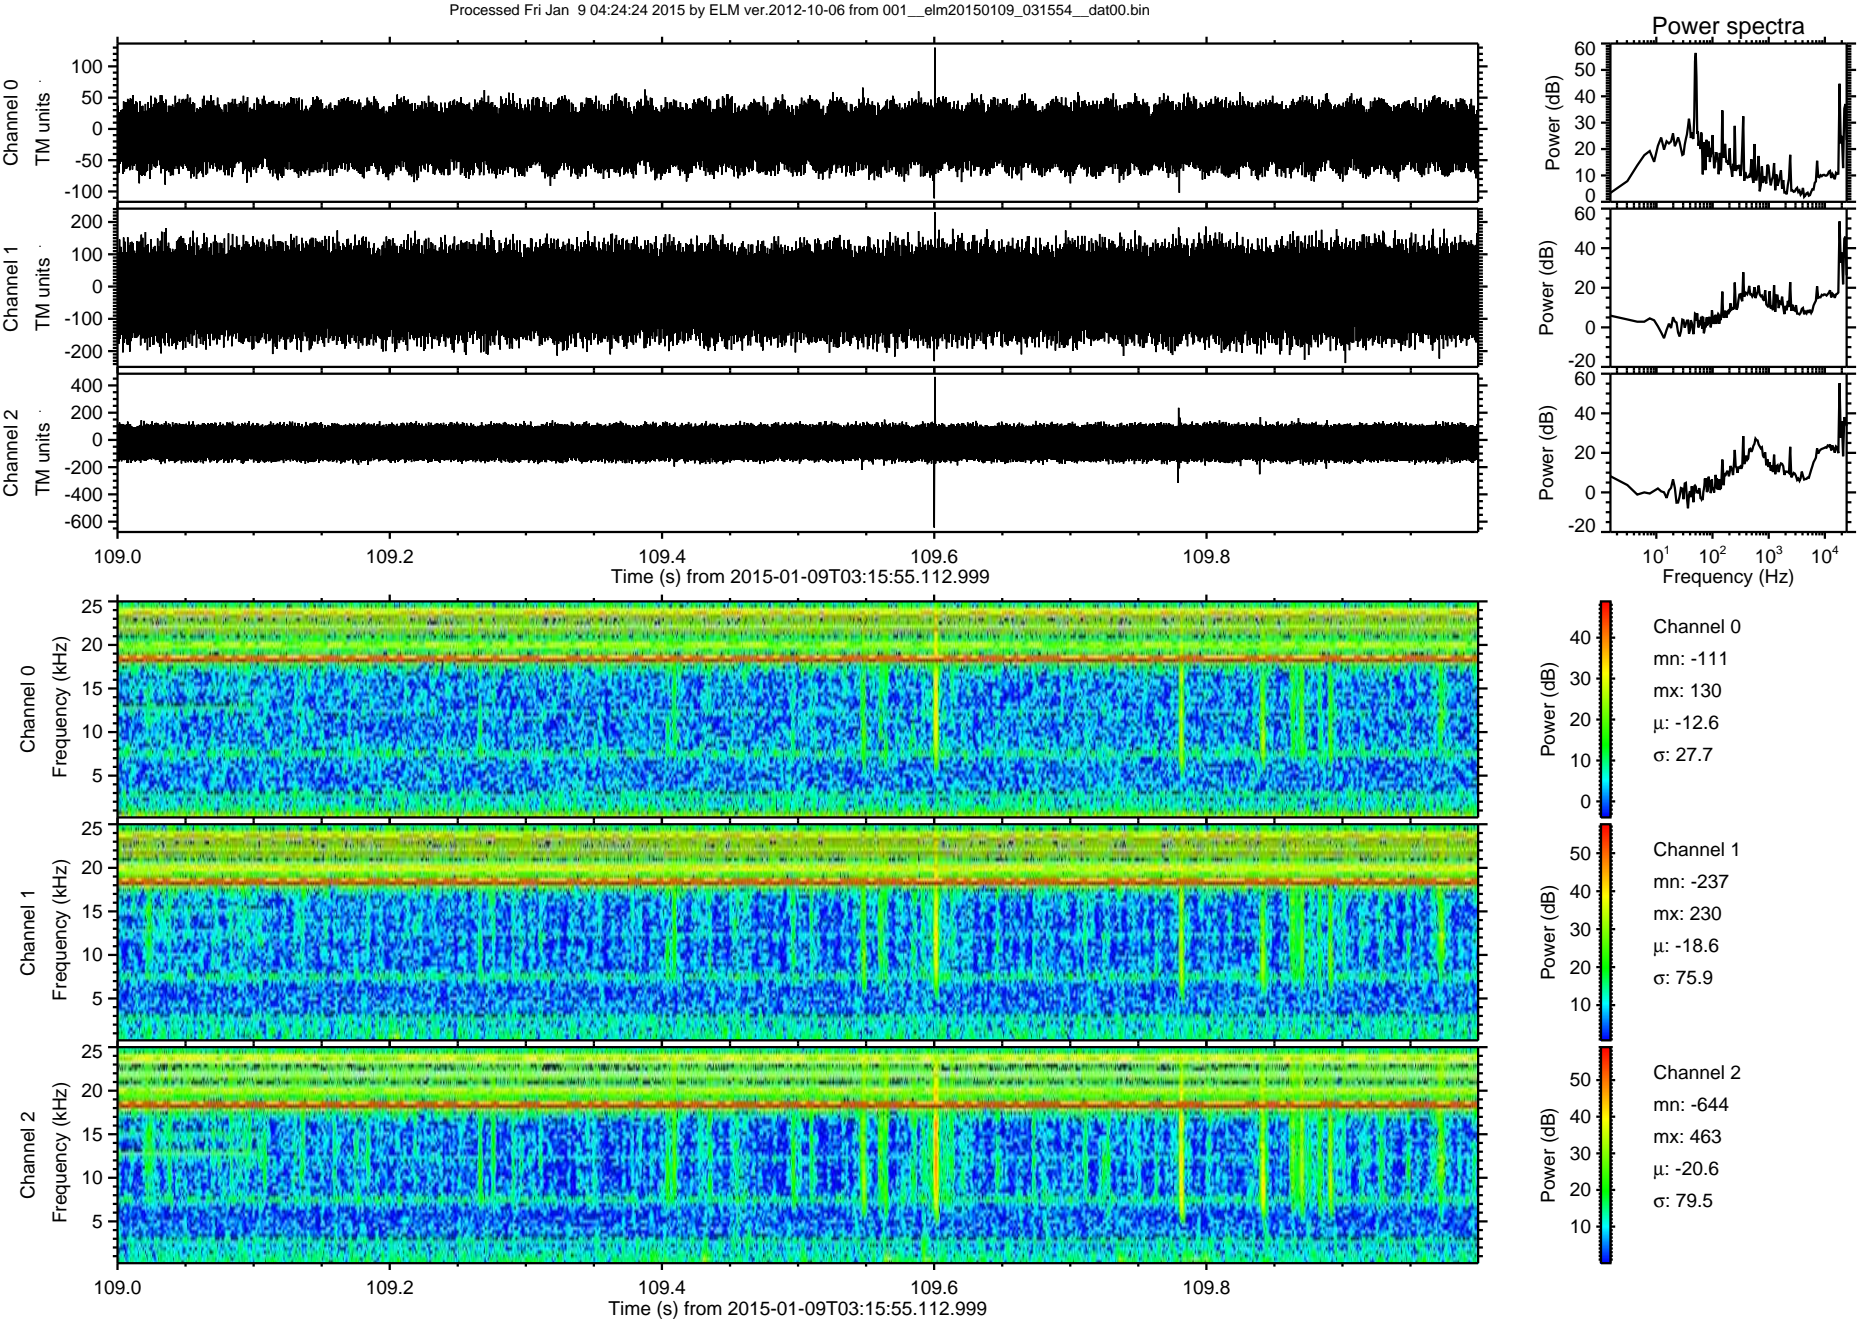 Processed Fri Jan  9 04:24:24 2015 by ELM ver.2012-10-06 from 001__elm20150109_031554__dat00.bin
Power spectra
Channel 0
TM units
100
50
0
-50
-100
Power (dB)
60
50
40
30
20
10
0
Channel 1
TM units
200
100
0
-100
-200
Power (dB)
60
40
20
0
-20
Channel 2
TM units
400
200
0
-200
-400
-600
Power (dB)
60
40
20
0
-20
109.0 109.2 109.4 109.6 109.8
Time (s) from 2015-01-09T03:15:55.112.999
10¹ 10² 10³ 10⁴
Frequency (Hz)
Channel 0
Frequency (kHz)
25
20
15
10
5
Power (dB)
40
30
20
10
0
Channel 0
mn: -111
mx: 130
µ: -12.6
σ: 27.7
Channel 1
Frequency (kHz)
25
20
15
10
5
Power (dB)
50
40
30
20
10
Channel 1
mn: -237
mx: 230
µ: -18.6
σ: 75.9
Channel 2
Frequency (kHz)
25
20
15
10
5
Power (dB)
50
40
30
20
10
Channel 2
mn: -644
mx: 463
µ: -20.6
σ: 79.5
109.0 109.2 109.4 109.6 109.8
Time (s) from 2015-01-09T03:15:55.112.999